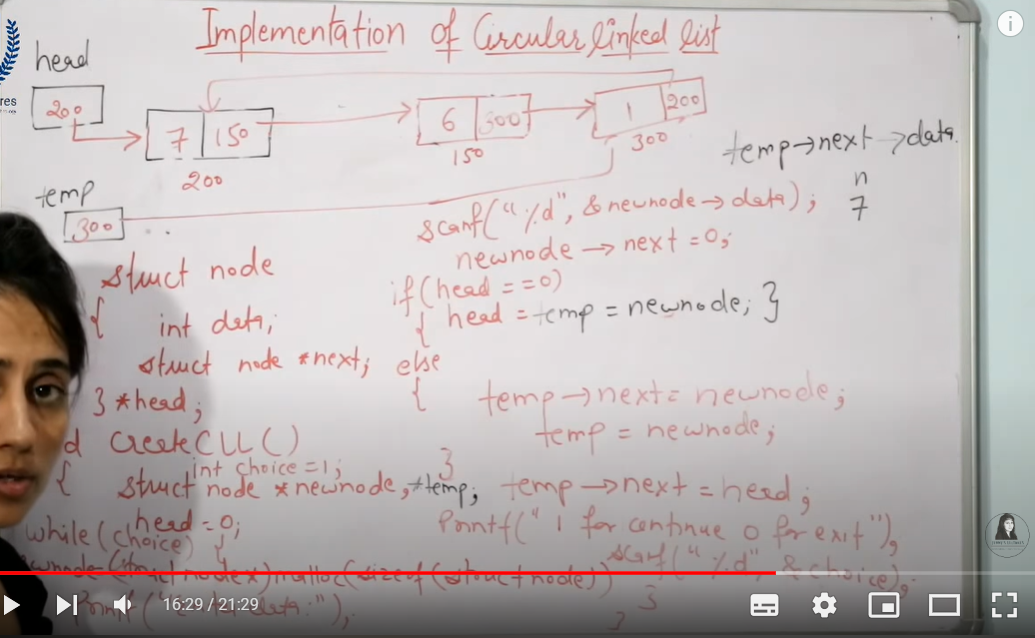 Implementation of Circular linked list
head
200
7 150
200
6 300
150
1 200
300
temp→next→data.
n
7
temp
300
struct node
{ int data;
struct node *next;
} *head;
d CreateCLL()
{ int choice =1;
struct node *newnode, *temp;
head = 0;
while(choice) {
newnode=(struct node*)malloc(sizeof(struct node))
printf("Enter data:");
scanf("%d", &newnode→data);
newnode→next =0;
if(head ==0)
{ head =temp = newnode; }
else
{ temp→next= newnode;
temp = newnode;
}
temp→next = head;
Printf(" 1 for continue 0 for exit");
scanf("%d", &choice);
}
}
res
16:29 / 21:29
i